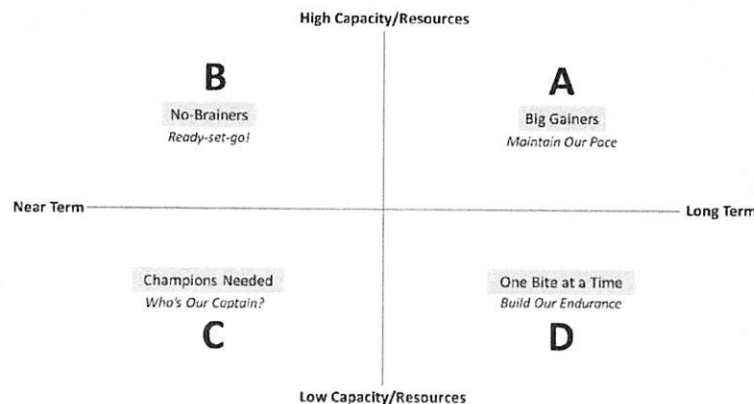 High Capacity/Resources
B
No-Brainers
Ready-set-go!
A
Big Gainers
Maintain Our Pace
Near Term
Long Term
Champions Needed
Who's Our Captain?
C
One Bite at a Time
Build Our Endurance
D
Low Capacity/Resources